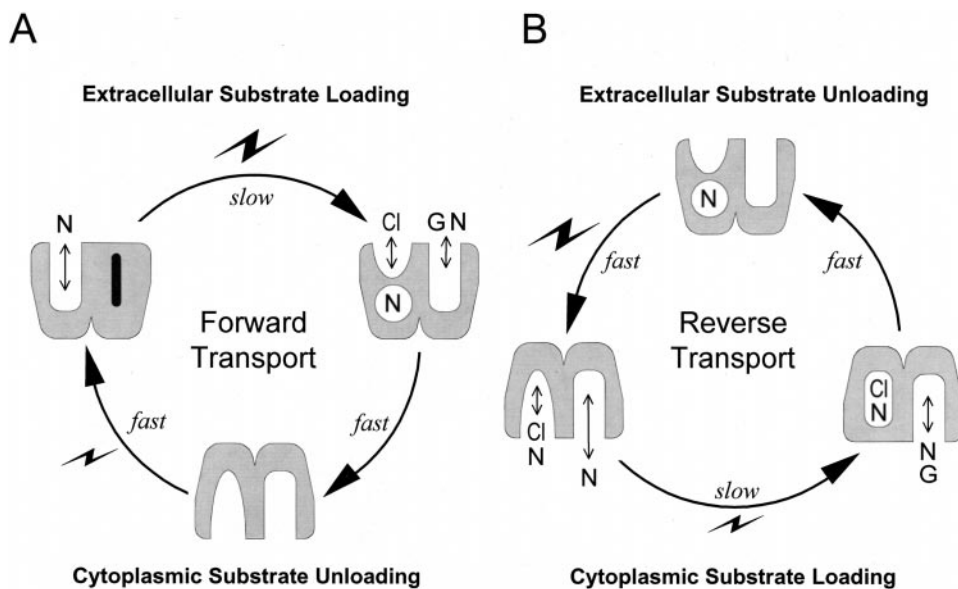 A
Extracellular Substrate Loading
slow
N
Cl
G N
N
Forward
Transport
fast
fast
Cytoplasmic Substrate Unloading
B
Extracellular Substrate Unloading
N
fast
fast
Reverse
Transport
Cl
N
N
Cl
N
N
G
slow
Cytoplasmic Substrate Loading